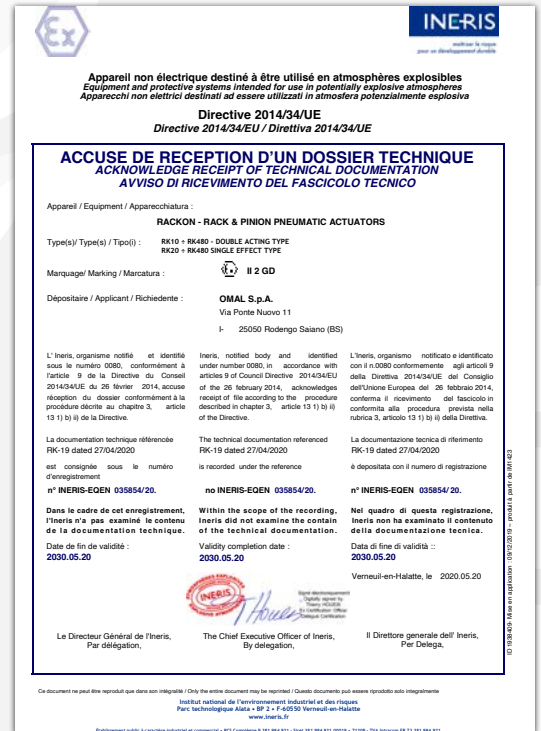 Ex
INERIS
maîtriser le risque
pour un développement durable
Appareil non électrique destiné à être utilisé en atmosphères explosibles
Equipment and protective systems intended for use in potentially explosive atmospheres
Apparecchi non elettrici destinati ad essere utilizzati in atmosfera potenzialmente esplosiva
Directive 2014/34/UE
Directive 2014/34/EU / Direttiva 2014/34/UE
ACCUSE DE RECEPTION D'UN DOSSIER TECHNIQUE
ACKNOWLEDGE RECEIPT OF TECHNICAL DOCUMENTATION
AVVISO DI RICEVIMENTO DEL FASCICOLO TECNICO
Appareil / Equipment / Apparecchiatura :
RACKON - RACK & PINION PNEUMATIC ACTUATORS
Type(s)/ Type(s) / Tipo(i) :
RK10 ÷ RK480 - DOUBLE ACTING TYPE
RK20 ÷ RK480 SINGLE EFFECT TYPE
Marquage/ Marking / Marcatura :
II 2 GD
Dépositaire / Applicant / Richiedente :
OMAL S.p.A.
Via Ponte Nuovo 11
I- 25050 Rodengo Saiano (BS)
L' Ineris, organisme notifié et identifié
sous le numéro 0080, conformément à
l'article 9 de la Directive du Conseil
2014/34/UE du 26 février 2014, accuse
réception du dossier conformément à la
procédure décrite au chapitre 3, article
13 1) b) ii) de la Directive.
La documentation technique référencée
RK-19 dated 27/04/2020
est consignée sous le numéro
d'enregistrement
n° INERIS-EQEN 035854/20.
Dans le cadre de cet enregistrement,
l'Ineris n'a pas examiné le contenu
de la documentation technique.
Date de fin de validité :
2030.05.20
Ineris, notified body and identified
under number 0080, in accordance with
articles 9 of Council Directive 2014/34/EU
of the 26 february 2014, acknowledges
receipt of file according to the procedure
described in chapter 3, article 13 1) b) ii)
of the Directive.
The technical documentation referenced
RK-19 dated 27/04/2020
is recorded under the reference
no INERIS-EQEN 035854/20.
Within the scope of the recording,
Ineris did not examine the contain
of the technical documentation.
Validity completion date :
2030.05.20
L'Ineris, organismo notificato e identificato
con il n.0080 conformemente agli articoli 9
della Direttiva 2014/34/UE del Consiglio
dell'Unione Europea del 26 febbraio 2014,
conferma il ricevimento del fascicolo in
conformita alla procedura prevista nella
rubrica 3, articolo 13 1) b) ii) della Direttiva.
La documentazione tecnica di riferimento
RK-19 dated 27/04/2020
è depositata con il numero di registrazione
n° INERIS-EQEN 035854/20.
Nel quadro di questa registrazione,
Ineris non ha examinato il contenuto
della documentazione tecnica.
Data di fine di validità ::
2030.05.20
Verneuil-en-Halatte, le 2020.05.20
INERIS
Signé électroniquement
Digitally signed by
Le Directeur Général de l'Ineris,
Par délégation,
The Chief Executive Officer of Ineris,
By delegation,
Il Direttore generale dell' Ineris,
Per Delega,
ID 1938409- Mise en application : 09/12/2019 – produit à partir de IM1423
Ce document ne peut être reproduit que dans son intégralité / Only the entire document may be reprinted / Questo documento può essere riprodotto solo integralmente
Institut national de l'environnement industriel et des risques
Parc technologique Alata • BP 2 • F-60550 Verneuil-en-Halatte
www.ineris.fr